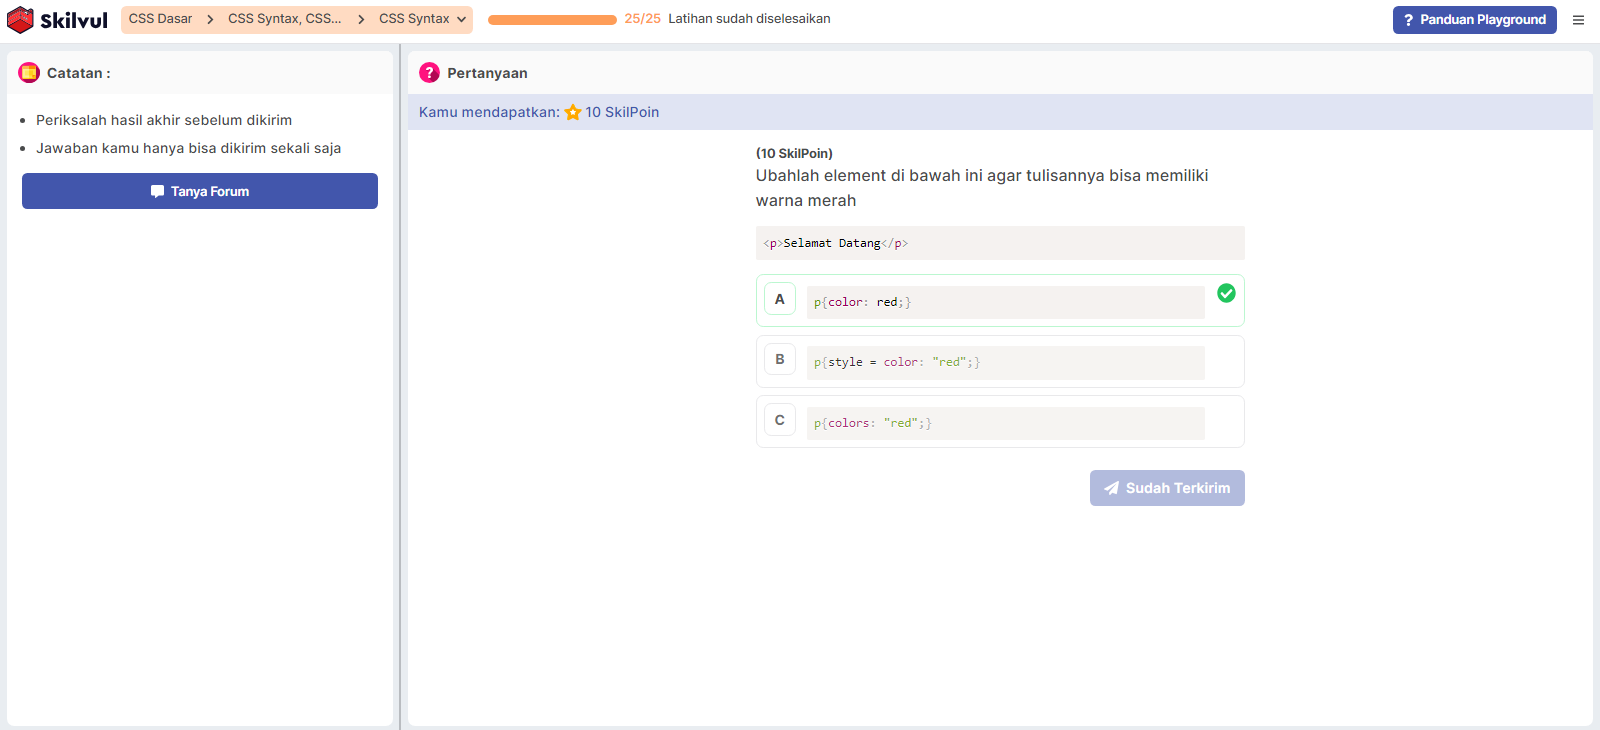 Skilvul
CSS Dasar > CSS Syntax, CSS... > CSS Syntax
25/25 Latihan sudah diselesaikan
? Panduan Playground
Catatan :
• Periksalah hasil akhir sebelum dikirim
• Jawaban kamu hanya bisa dikirim sekali saja
Tanya Forum
? Pertanyaan
Kamu mendapatkan: 10 SkilPoin
(10 SkilPoin)
Ubahlah element di bawah ini agar tulisannya bisa memiliki
warna merah
<p>Selamat Datang</p>
A p{color: red;}
B p{style = color: "red";}
C p{colors: "red";}
Sudah Terkirim